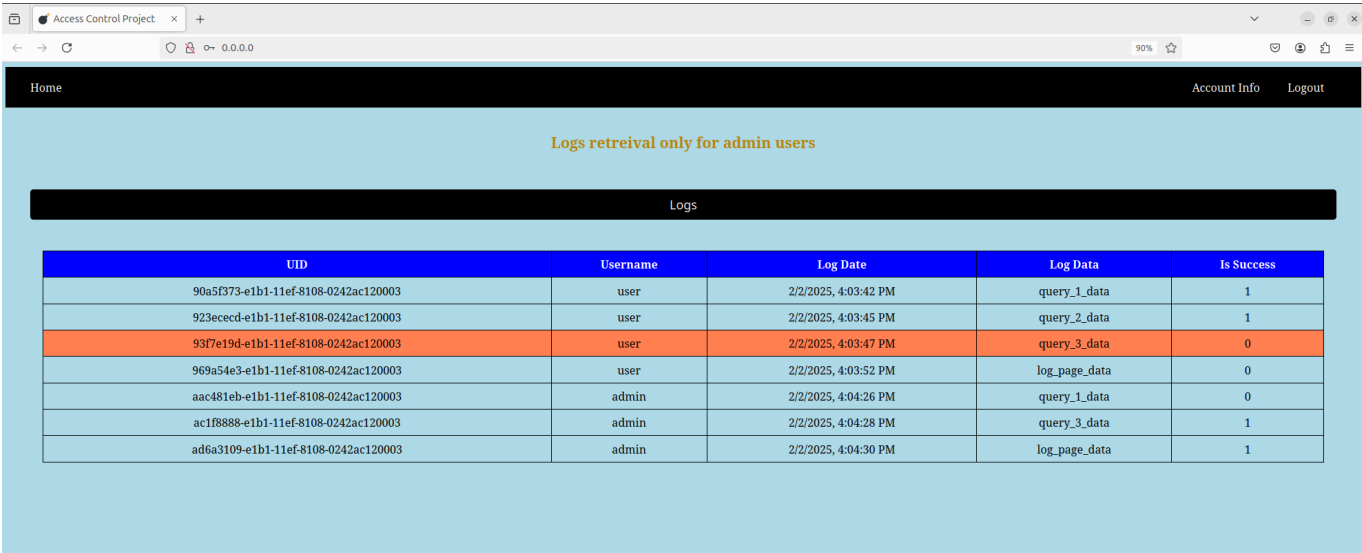 Access Control Project
0.0.0.0
90%
Home Account Info Logout
Logs retreival only for admin users
Logs
UID Username Log Date Log Data Is Success
90a5f373-e1b1-11ef-8108-0242ac120003 user 2/2/2025, 4:03:42 PM query_1_data 1
923ececd-e1b1-11ef-8108-0242ac120003 user 2/2/2025, 4:03:45 PM query_2_data 1
93f7e19d-e1b1-11ef-8108-0242ac120003 user 2/2/2025, 4:03:47 PM query_3_data 0
969a54e3-e1b1-11ef-8108-0242ac120003 user 2/2/2025, 4:03:52 PM log_page_data 0
aac481eb-e1b1-11ef-8108-0242ac120003 admin 2/2/2025, 4:04:26 PM query_1_data 0
ac1f8888-e1b1-11ef-8108-0242ac120003 admin 2/2/2025, 4:04:28 PM query_3_data 1
ad6a3109-e1b1-11ef-8108-0242ac120003 admin 2/2/2025, 4:04:30 PM log_page_data 1